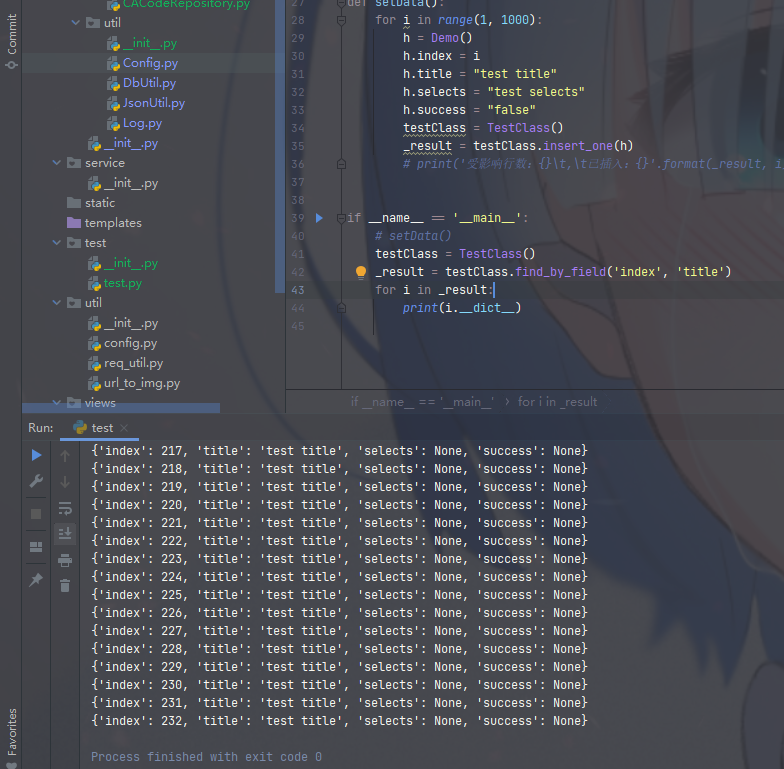 Commit
CACodeRepository.py
util
__init__.py
Config.py
DbUtil.py
JsonUtil.py
Log.py
__init__.py
service
__init__.py
static
templates
test
__init__.py
test.py
util
__init__.py
config.py
req_util.py
url_to_img.py
views
27 def setData():
28 for i in range(1, 1000):
29 h = Demo()
30 h.index = i
31 h.title = "test title"
32 h.selects = "test selects"
33 h.success = "false"
34 testClass = TestClass()
35 _result = testClass.insert_one(h)
36 # print('受影响行数：{}\t,\t已插入：{}'.format(_result, i
37
38
39 if __name__ == '__main__':
40 # setData()
41 testClass = TestClass()
42 _result = testClass.find_by_field('index', 'title')
43 for i in _result:
44 print(i.__dict__)
45
if __name__ == '__main__' › for i in _result
Run: test
{'index': 217, 'title': 'test title', 'selects': None, 'success': None}
{'index': 218, 'title': 'test title', 'selects': None, 'success': None}
{'index': 219, 'title': 'test title', 'selects': None, 'success': None}
{'index': 220, 'title': 'test title', 'selects': None, 'success': None}
{'index': 221, 'title': 'test title', 'selects': None, 'success': None}
{'index': 222, 'title': 'test title', 'selects': None, 'success': None}
{'index': 223, 'title': 'test title', 'selects': None, 'success': None}
{'index': 224, 'title': 'test title', 'selects': None, 'success': None}
{'index': 225, 'title': 'test title', 'selects': None, 'success': None}
{'index': 226, 'title': 'test title', 'selects': None, 'success': None}
{'index': 227, 'title': 'test title', 'selects': None, 'success': None}
{'index': 228, 'title': 'test title', 'selects': None, 'success': None}
{'index': 229, 'title': 'test title', 'selects': None, 'success': None}
{'index': 230, 'title': 'test title', 'selects': None, 'success': None}
{'index': 231, 'title': 'test title', 'selects': None, 'success': None}
{'index': 232, 'title': 'test title', 'selects': None, 'success': None}
Process finished with exit code 0
Favorites